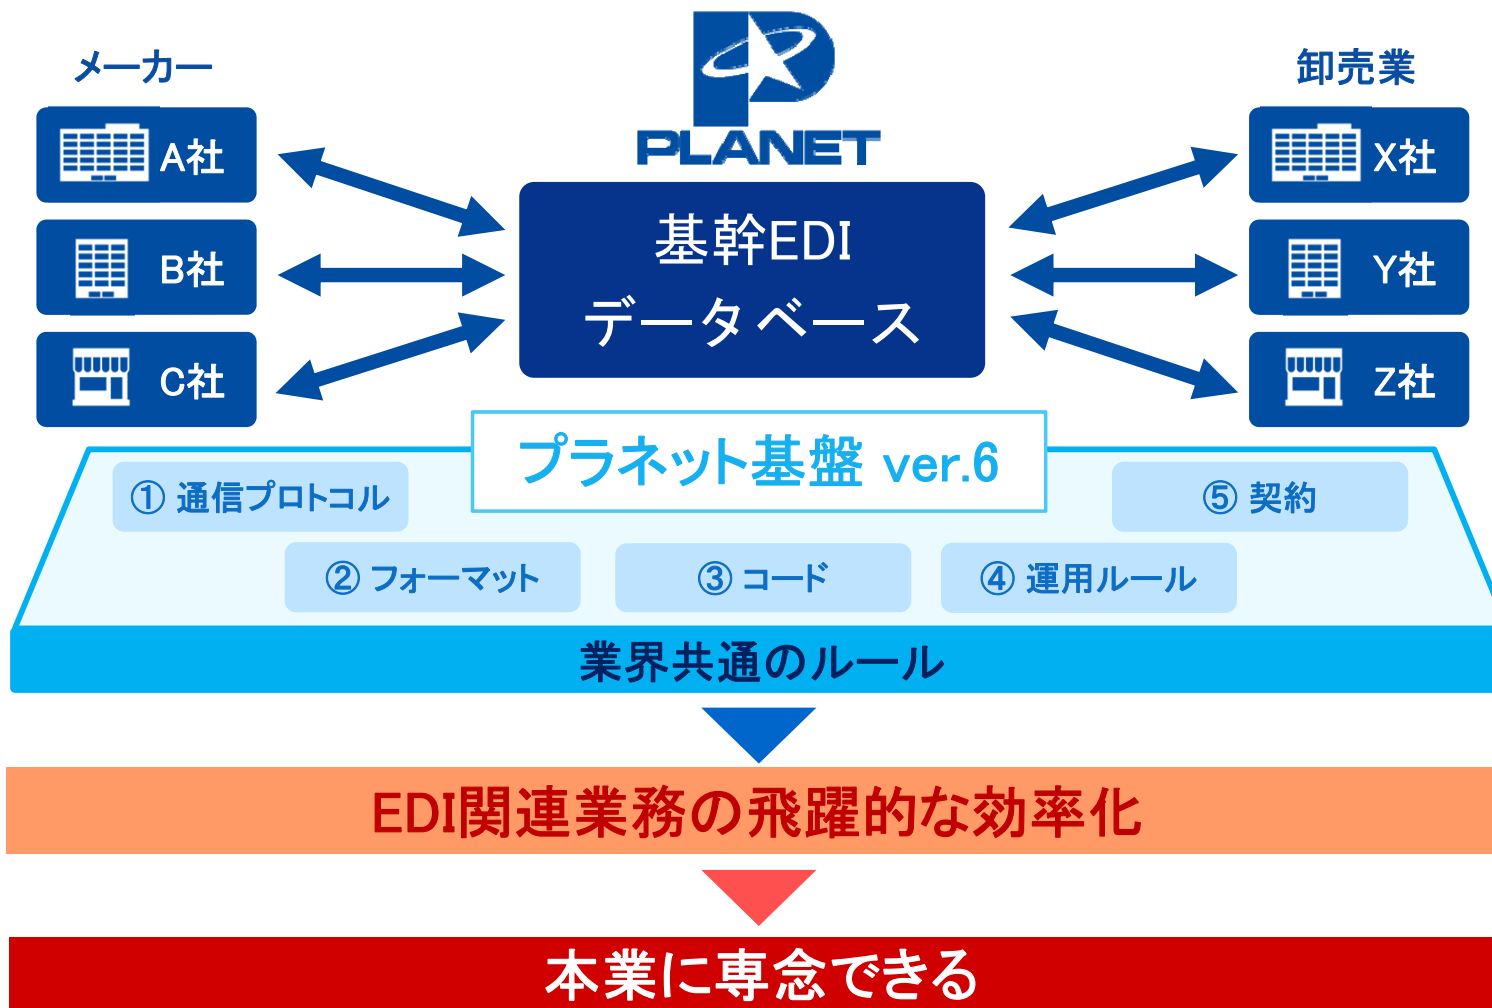 メーカー
PLANET
卸売業
A社
B社
C社
基幹EDI
データベース
X社
Y社
Z社
プラネット基盤 ver.6
① 通信プロトコル
② フォーマット
③ コード
④ 運用ルール
⑤ 契約
業界共通のルール
EDI関連業務の飛躍的な効率化
本業に専念できる